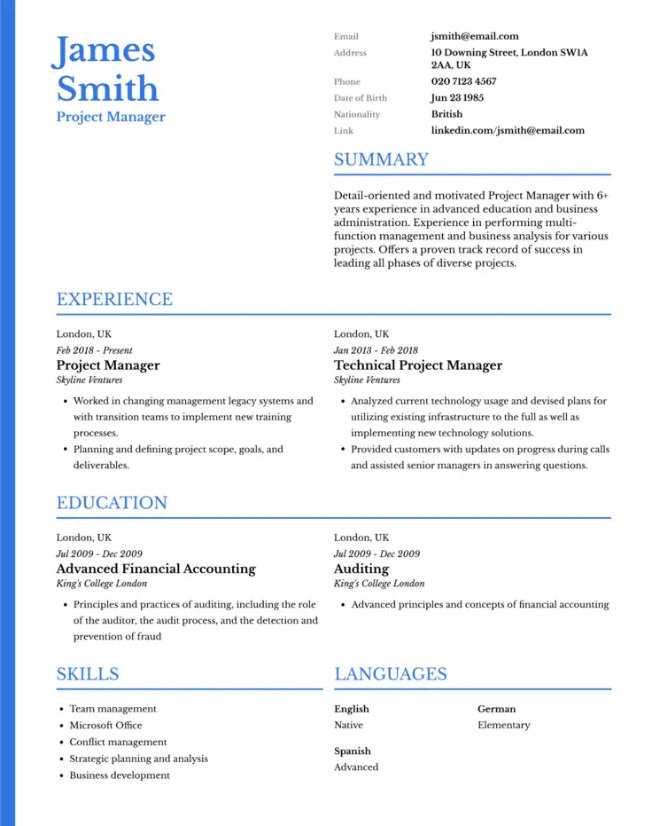 James
Smith
Project Manager
Email jsmith@email.com
Address 10 Downing Street, London SW1A
2AA, UK
Phone 020 7123 4567
Date of Birth Jun 23 1985
Nationality British
Link linkedin.com/jsmith@email.com
SUMMARY
Detail-oriented and motivated Project Manager with 6+
years experience in advanced education and business
administration. Experience in performing multi-
function management and business analysis for various
projects. Offers a proven track record of success in
leading all phases of diverse projects.
EXPERIENCE
London, UK
Feb 2018 - Present
Project Manager
Skyline Ventures
• Worked in changing management legacy systems and
with transition teams to implement new training
processes.
• Planning and defining project scope, goals, and
deliverables.
London, UK
Jan 2013 - Feb 2018
Technical Project Manager
Skyline Ventures
• Analyzed current technology usage and devised plans for
utilizing existing infrastructure to the full as well as
implementing new technology solutions.
• Provided customers with updates on progress during calls
and assisted senior managers in answering questions.
EDUCATION
London, UK
Jul 2009 - Dec 2009
Advanced Financial Accounting
King's College London
• Principles and practices of auditing, including the role
of the auditor, the audit process, and the detection and
prevention of fraud
London, UK
Jul 2009 - Dec 2009
Auditing
King's College London
• Advanced principles and concepts of financial accounting
SKILLS
• Team management
• Microsoft Office
• Conflict management
• Strategic planning and analysis
• Business development
LANGUAGES
English
Native
German
Elementary
Spanish
Advanced